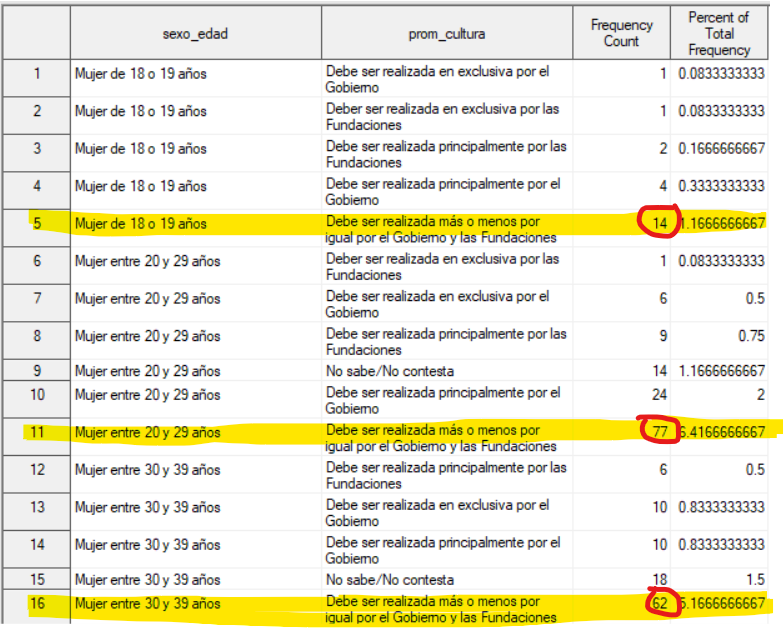 sexo_edad prom_cultura Frequency Count Percent of Total Frequency
1 Mujer de 18 o 19 años Debe ser realizada en exclusiva por el 1 0.0833333333
Gobierno
2 Mujer de 18 o 19 años Deber ser realizada en exclusiva por las 1 0.0833333333
Fundaciones
3 Mujer de 18 o 19 años Debe ser realizada principalmente por las 2 0.1666666667
Fundaciones
4 Mujer de 18 o 19 años Debe ser realizada principalmente por el 4 0.3333333333
Gobierno
5 Mujer de 18 o 19 años Debe ser realizada más o menos por 14 1.1666666667
igual por el Gobierno y las Fundaciones
6 Mujer entre 20 y 29 años Deber ser realizada en exclusiva por las 1 0.0833333333
Fundaciones
7 Mujer entre 20 y 29 años Debe ser realizada en exclusiva por el 6 0.5
Gobierno
8 Mujer entre 20 y 29 años Debe ser realizada principalmente por las 9 0.75
Fundaciones
9 Mujer entre 20 y 29 años No sabe/No contesta 14 1.1666666667
10 Mujer entre 20 y 29 años Debe ser realizada principalmente por el 24 2
Gobierno
11 Mujer entre 20 y 29 años Debe ser realizada más o menos por 77 6.4166666667
igual por el Gobierno y las Fundaciones
12 Mujer entre 30 y 39 años Debe ser realizada principalmente por las 6 0.5
Fundaciones
13 Mujer entre 30 y 39 años Debe ser realizada en exclusiva por el 10 0.8333333333
Gobierno
14 Mujer entre 30 y 39 años Debe ser realizada principalmente por el 10 0.8333333333
Gobierno
15 Mujer entre 30 y 39 años No sabe/No contesta 18 1.5
16 Mujer entre 30 y 39 años Debe ser realizada más o menos por 62 5.1666666667
igual por el Gobierno y las Fundaciones